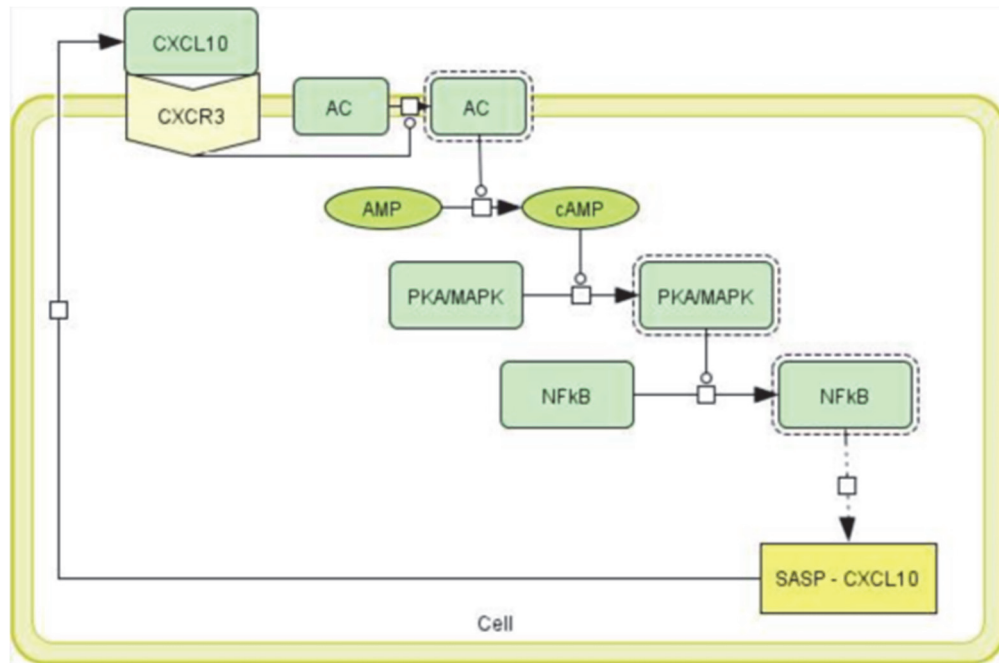 CXCL10
CXCR3
AC
AC
AMP
cAMP
PKA/MAPK
PKA/MAPK
NFkB
NFkB
SASP - CXCL10
Cell